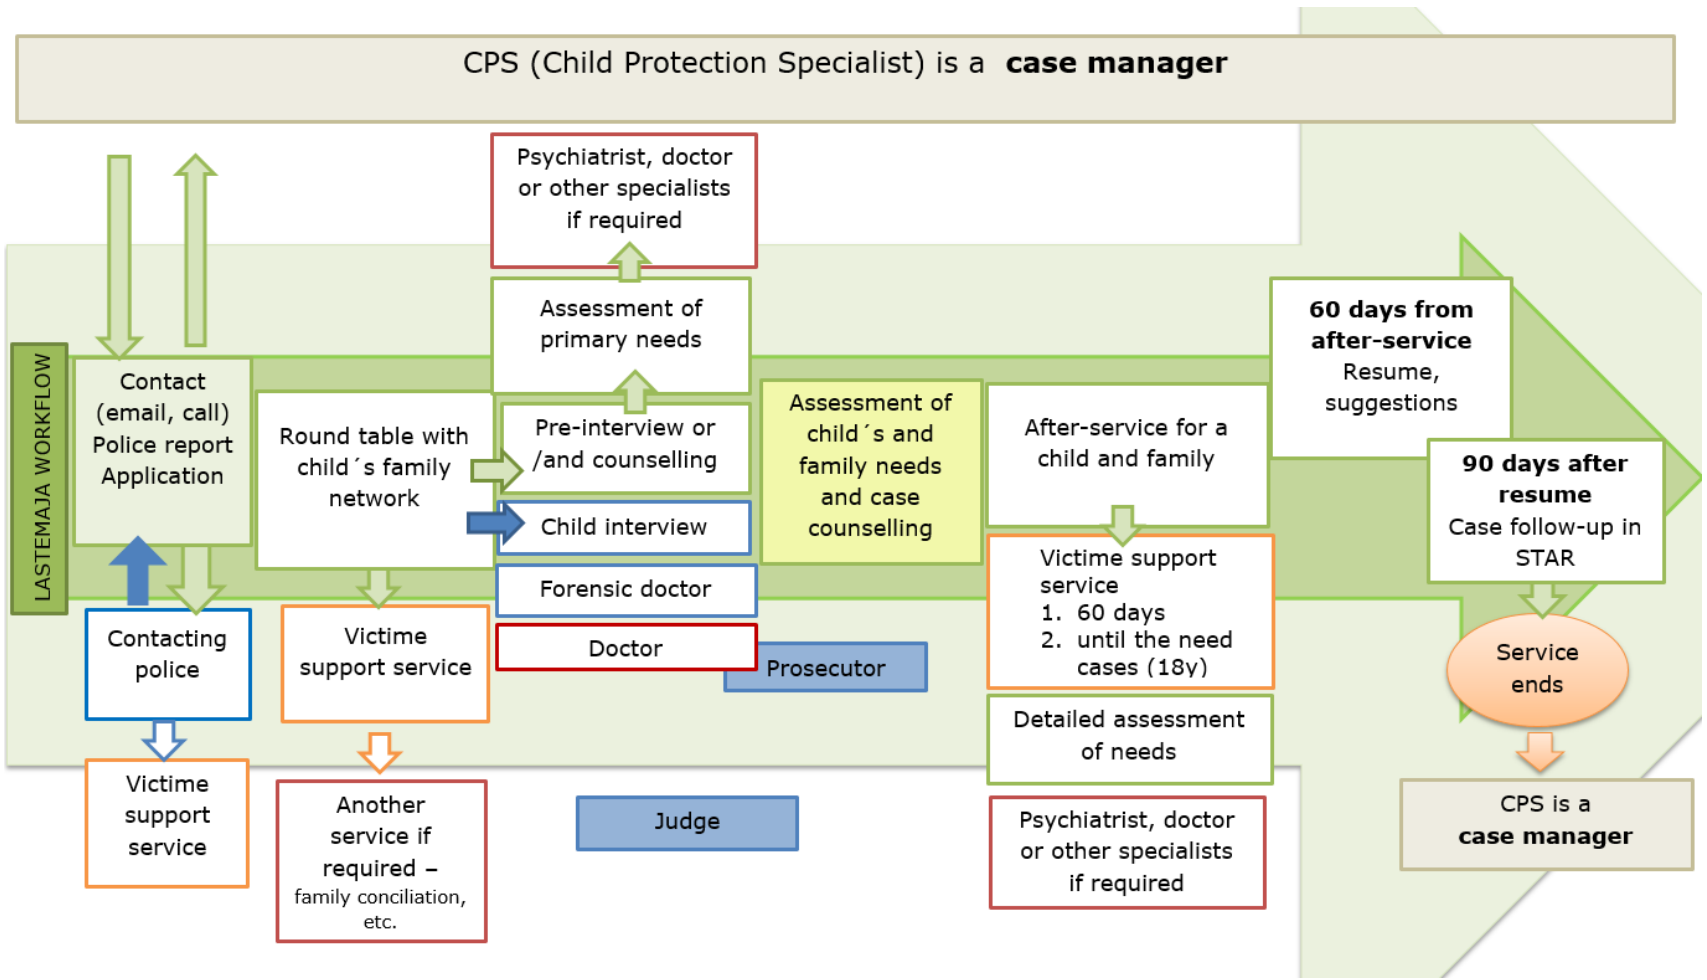 CPS (Child Protection Specialist) is a case manager
LASTEMAJA WORKFLOW
Contact
(email, call)
Police report
Application
Contacting
police
Victime
support
service
Round table with
child´s family
network
Victime
support service
Another
service if
required –
family conciliation,
etc.
Psychiatrist, doctor
or other specialists
if required
Assessment of
primary needs
Pre-interview or
/and counselling
Child interview
Forensic doctor
Doctor
Prosecutor
Judge
Assessment of
child´s and
family needs
and case
counselling
After-service for a
child and family
Victime support
service
1. 60 days
2. until the need
cases (18y)
Detailed assessment
of needs
Psychiatrist, doctor
or other specialists
if required
60 days from
after-service
Resume,
suggestions
90 days after
resume
Case follow-up in
STAR
Service
ends
CPS is a
case manager